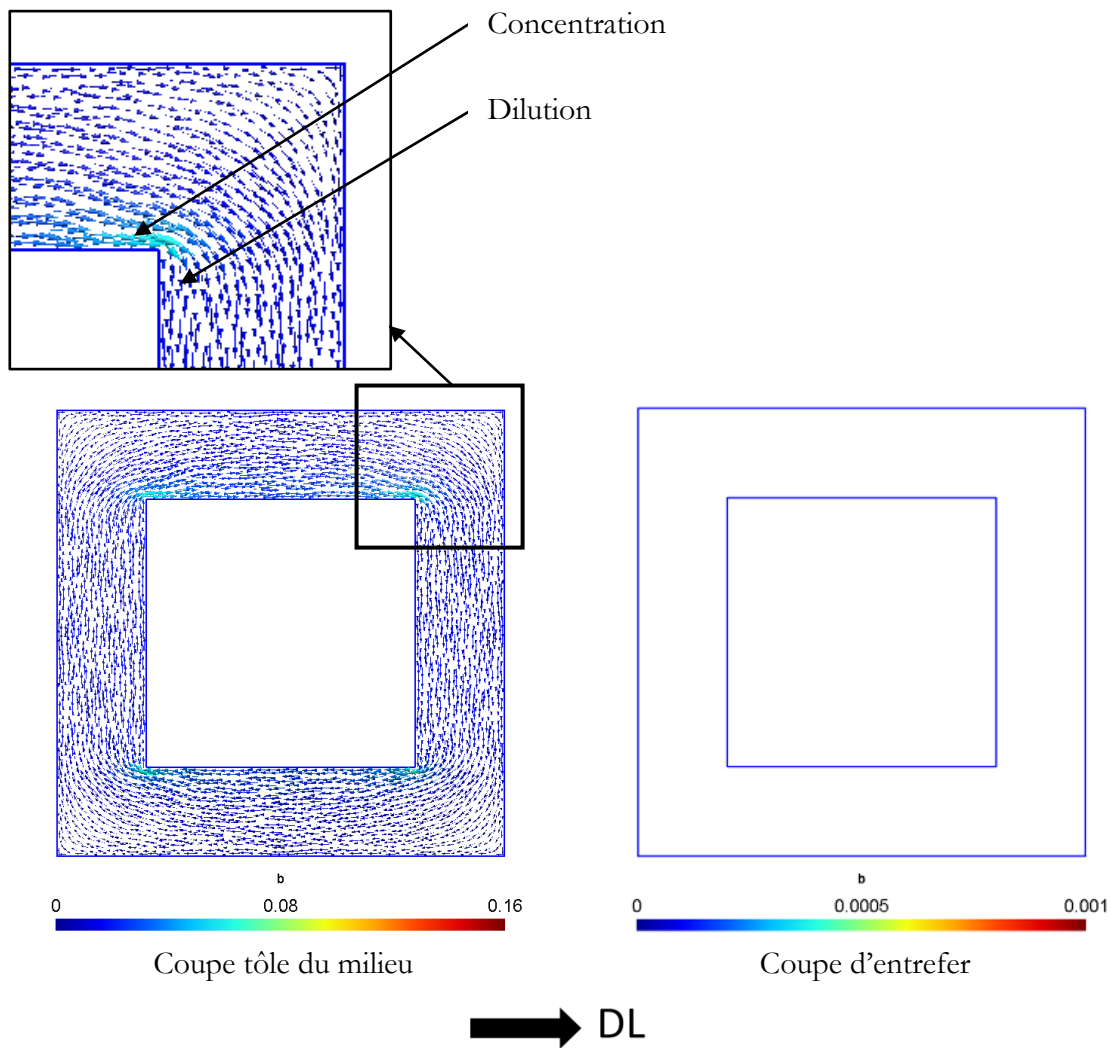 Concentration
Dilution
b
0 0.08 0.16
Coupe tôle du milieu
b
0 0.0005 0.001
Coupe d’entrefer
DL